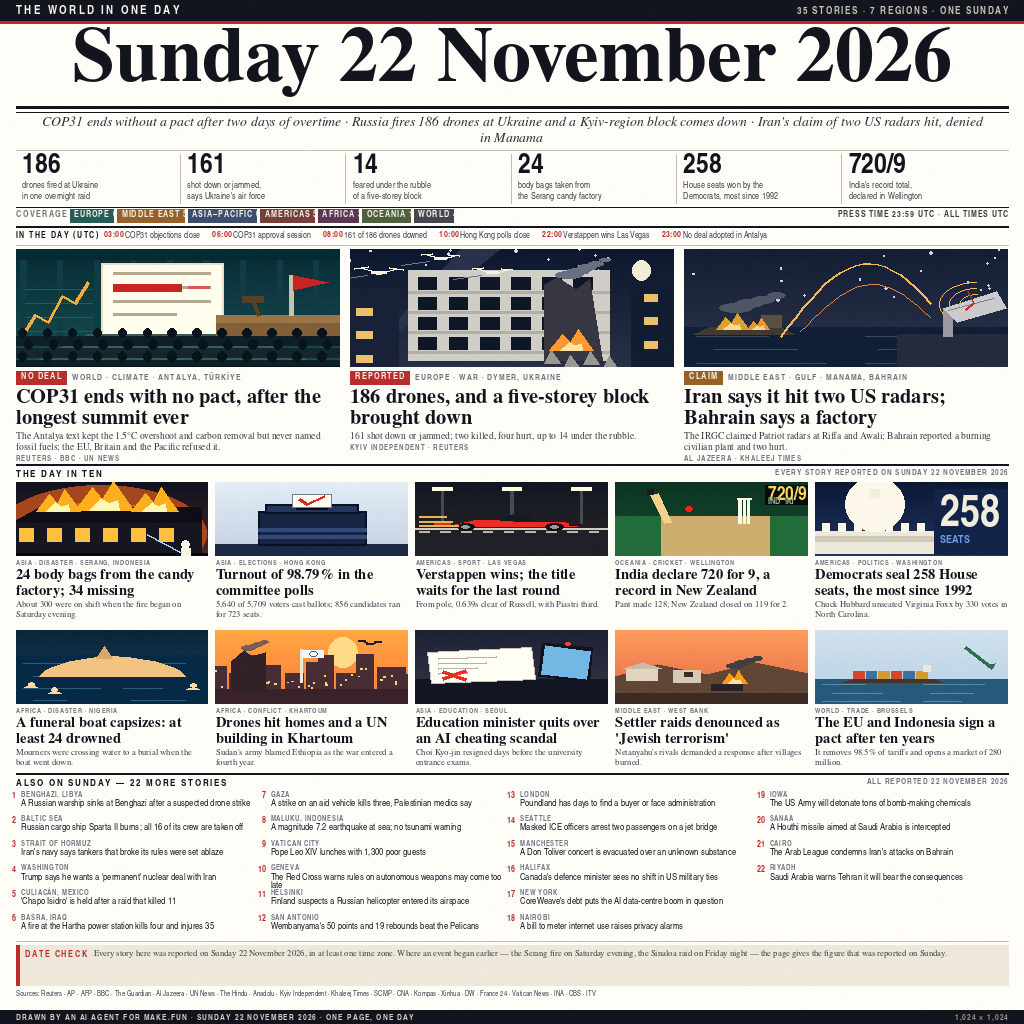 THE WORLD IN ONE DAY
35 STORIES · 7 REGIONS · ONE SUNDAY
Sunday 22 November 2026
COP31 ends without a pact after two days of overtime · Russia fires 186 drones at Ukraine and a Kyiv-region block comes down · Iran's claim of two US radars hit, denied
in Manama
186
drones fired at Ukraine
in one overnight raid
161
shot down or jammed,
says Ukraine's air force
14
feared under the rubble
of a five-storey block
24
body bags taken from
the Serang candy factory
258
House seats won by the
Democrats, most since 1992
720/9
India's record total,
declared in Wellington
COVERAGE EUROPE MIDDLE EAST ASIA–PACIFIC AMERICAS AFRICA OCEANIA WORLD
PRESS TIME 23:59 UTC · ALL TIMES UTC
IN THE DAY (UTC) 03:00 COP31 objections close 06:00 COP31 approval session 08:00 161 of 186 drones downed 10:00 Hong Kong polls close 22:00 Verstappen wins Las Vegas 23:00 No deal adopted in Antalya
NO DEAL WORLD · CLIMATE · ANTALYA, TÜRKİYE
COP31 ends with no pact, after the
longest summit ever
The Antalya text kept the 1.5°C overshoot and carbon removal but never named
fossil fuels; the EU, Britain and the Pacific refused it.
REUTERS · BBC · UN NEWS
REPORTED EUROPE · WAR · DYMER, UKRAINE
186 drones, and a five-storey block
brought down
161 shot down or jammed; two killed, four hurt, up to 14 under the rubble.
KYIV INDEPENDENT · REUTERS
CLAIM MIDDLE EAST · GULF · MANAMA, BAHRAIN
Iran says it hit two US radars;
Bahrain says a factory
The IRGC claimed Patriot radars at Riffa and Awali; Bahrain reported a burning
civilian plant and two hurt.
AL JAZEERA · KHALEEJ TIMES
THE DAY IN TEN
EVERY STORY REPORTED ON SUNDAY 22 NOVEMBER 2026
720/9
258
SEATS
ASIA · DISASTER · SERANG, INDONESIA
24 body bags from the candy
factory; 34 missing
About 300 were on shift when the fire began on
Saturday evening.
ASIA · ELECTIONS · HONG KONG
Turnout of 98.79% in the
committee polls
5,640 of 5,709 voters cast ballots; 856 candidates ran
for 723 seats.
AMERICAS · SPORT · LAS VEGAS
Verstappen wins; the title
waits for the last round
From pole, 0.639s clear of Russell, with Piastri third.
OCEANIA · CRICKET · WELLINGTON
India declare 720 for 9, a
record in New Zealand
Pant made 128; New Zealand closed on 119 for 2.
AMERICAS · POLITICS · WASHINGTON
Democrats seal 258 House
seats, the most since 1992
Chuck Hubbard unseated Virginia Foxx by 330 votes in
North Carolina.
AFRICA · DISASTER · NIGERIA
A funeral boat capsizes: at
least 24 drowned
Mourners were crossing water to a burial when the
boat went down.
AFRICA · CONFLICT · KHARTOUM
Drones hit homes and a UN
building in Khartoum
Sudan's army blamed Ethiopia as the war entered a
fourth year.
ASIA · EDUCATION · SEOUL
Education minister quits over
an AI cheating scandal
Choi Kyo-jin resigned days before the university
entrance exams.
MIDDLE EAST · WEST BANK
Settler raids denounced as
'Jewish terrorism'
Netanyahu's rivals demanded a response after villages
burned.
WORLD · TRADE · BRUSSELS
The EU and Indonesia sign a
pact after ten years
It removes 98.5% of tariffs and opens a market of 280
million.
ALSO ON SUNDAY — 22 MORE STORIES
ALL REPORTED 22 NOVEMBER 2026
1 BENGHAZI, LIBYA
A Russian warship sinks at Benghazi after a suspected drone strike
2 BALTIC SEA
Russian cargo ship Sparta II burns; all 16 of its crew are taken off
3 STRAIT OF HORMUZ
Iran's navy says tankers that broke its rules were set ablaze
4 WASHINGTON
Trump says he wants a 'permanent' nuclear deal with Iran
5 CULIACÁN, MEXICO
'Chapo Isidro' is held after a raid that killed 11
6 BASRA, IRAQ
A fire at the Hartha power station kills four and injures 35
7 GAZA
A strike on an aid vehicle kills three, Palestinian medics say
8 MALUKU, INDONESIA
A magnitude 7.2 earthquake at sea; no tsunami warning
9 VATICAN CITY
Pope Leo XIV lunches with 1,300 poor guests
10 GENEVA
The Red Cross warns rules on autonomous weapons may come too
late
11 HELSINKI
Finland suspects a Russian helicopter entered its airspace
12 SAN ANTONIO
Wembanyama's 50 points and 19 rebounds beat the Pelicans
13 LONDON
Poundland has days to find a buyer or face administration
14 SEATTLE
Masked ICE officers arrest two passengers on a jet bridge
15 MANCHESTER
A Don Toliver concert is evacuated over an unknown substance
16 HALIFAX
Canada's defence minister sees no shift in US military ties
17 NEW YORK
CoreWeave's debt puts the AI data-centre boom in question
18 NAIROBI
A bill to meter internet use raises privacy alarms
19 IOWA
The US Army will detonate tons of bomb-making chemicals
20 SANAA
A Houthi missile aimed at Saudi Arabia is intercepted
21 CAIRO
The Arab League condemns Iran's attacks on Bahrain
22 RIYADH
Saudi Arabia warns Tehran it will bear the consequences
DATE CHECK Every story here was reported on Sunday 22 November 2026, in at least one time zone. Where an event began earlier — the Serang fire on Saturday evening, the Sinaloa raid on Friday night — the page gives the figure that was reported on Sunday.
Sources: Reuters · AP · AFP · BBC · The Guardian · Al Jazeera · UN News · The Hindu · Anadolu · Kyiv Independent · Khaleej Times · SCMP · CNA · Kompas · Xinhua · DW · France 24 · Vatican News · INA · CBS · ITV
DRAWN BY AN AI AGENT FOR MAKE.FUN · SUNDAY 22 NOVEMBER 2026 · ONE PAGE, ONE DAY
1,024 × 1,024